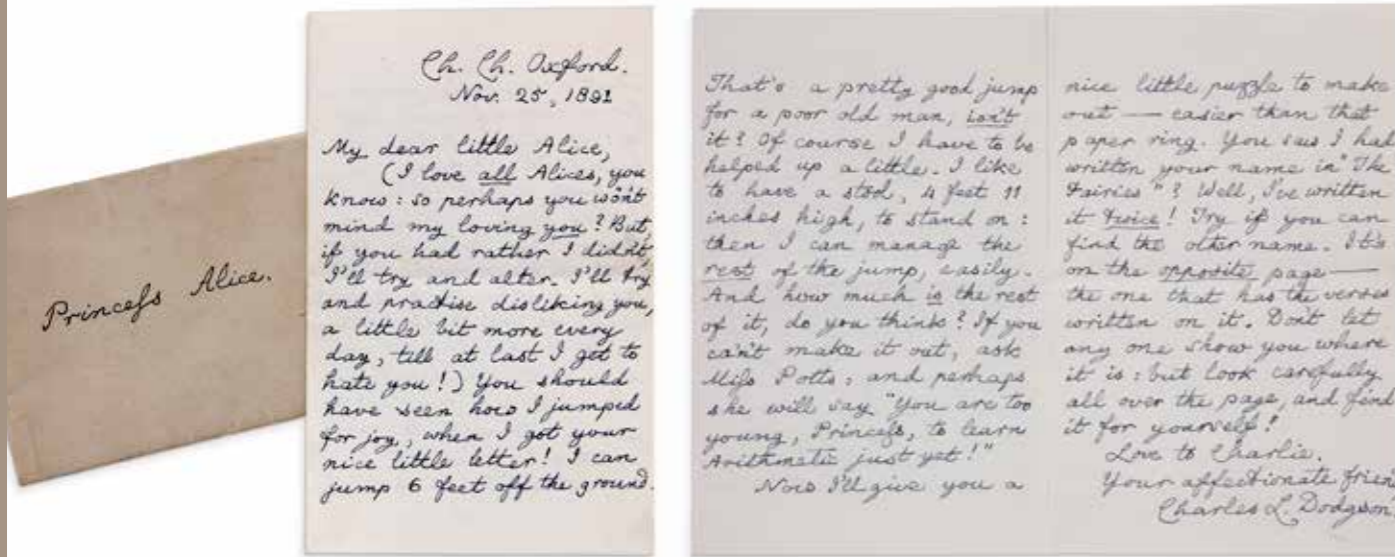 Princess Alice.
Ch. Ch. Oxford.
Nov. 25, 1891
My dear little Alice,
(I love all Alices, you
know: so perhaps you wo'n't
mind my loving you? But,
if you had rather I didn't,
I'll try and alter. I'll try
and practise disliking you,
a little bit more every
day, till at last I get to
hate you!) You should
have seen how I jumped
for joy, when I got your
nice little letter! I can
jump 6 feet off the ground.
That's a pretty good jump
for a poor old man, isn't
it? Of course I have to be
helped up a little. I like
to have a stool, 4 feet 11
inches high, to stand on:
then I can manage the
rest of the jump, easily.
And how much is the rest
of it, do you think? If you
ca'n't make it out, ask
Miss Potts: and perhaps
she will say "You are too
young, Princess, to learn
Arithmetic just yet!"
Now I'll give you a
nice little puzzle to make
out — easier than that
paper ring. You saw I had
written your name in "The
Fairies"? Well, I've written
it twice! Try if you can
find the other name. It's
on the opposite page —
the one that has the verses
written on it. Don't let
any one show you where
it is: but look carefully
all over the page, and find
it for yourself!
Love to Charlie.
Your affectionate frien
Charles L. Dodgson